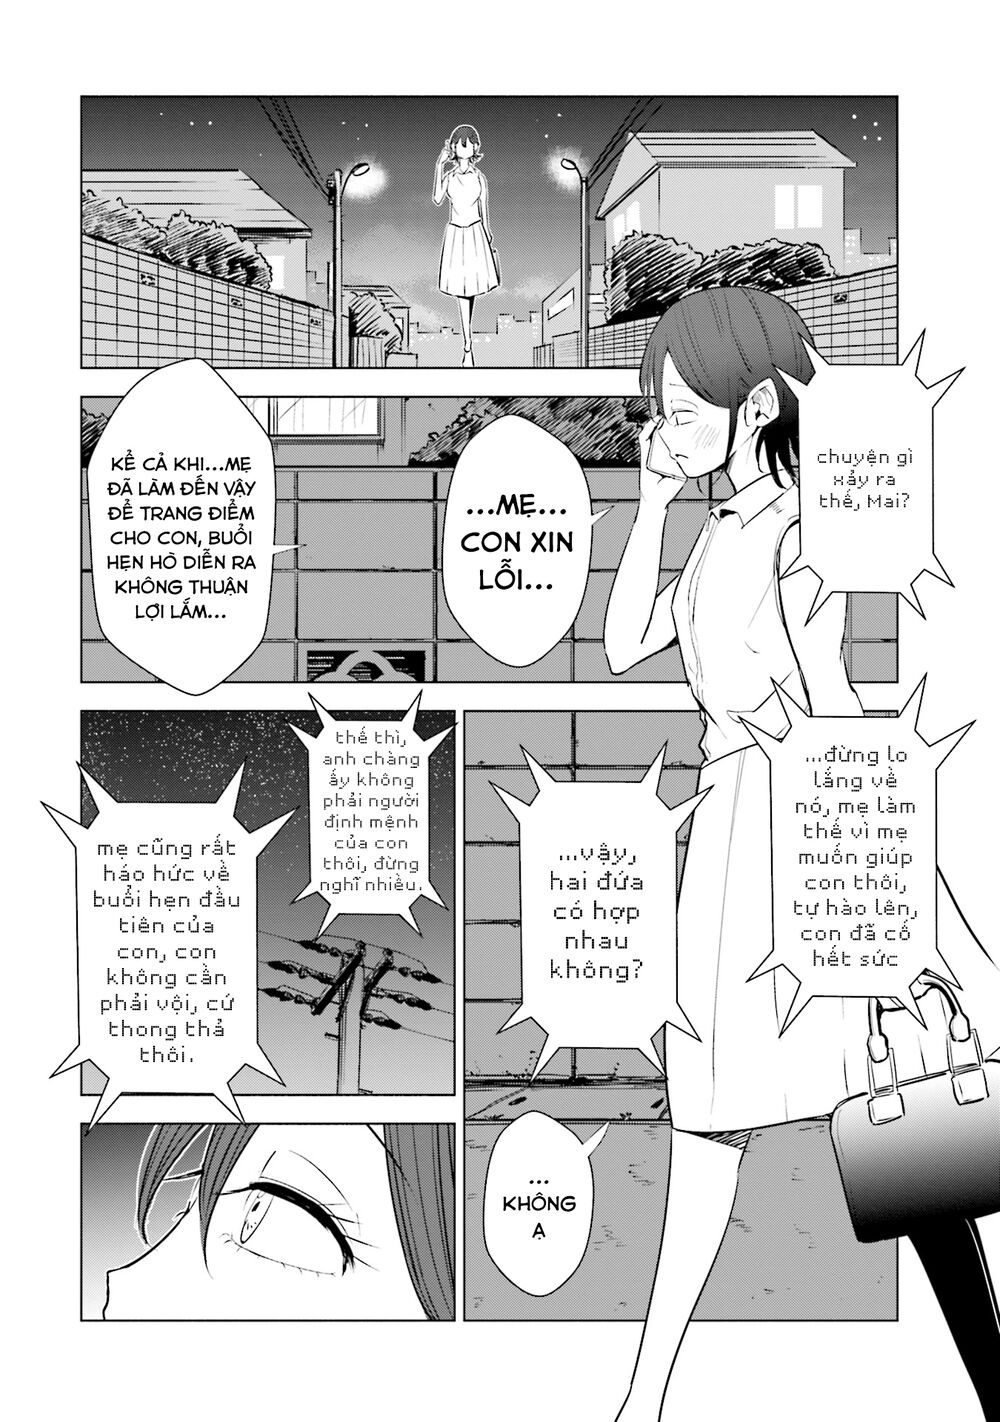 chuyện gì
xảy ra
thế, Mai?
...MẸ...
CON XIN
LỖI...
KỂ CẢ KHI...MẸ
ĐÃ LÀM ĐẾN VẬY
ĐỂ TRANG ĐIỂM
CHO CON, BUỔI
HẸN HÒ DIỄN RA
KHÔNG THUẬN
LỢI LẮM...
...đừng lo
lắng về
nó, mẹ làm
thế vì mẹ
muốn giúp
con thôi,
tự hào lên,
con đã cố
hết sức
...vậy,
hai đứa
có hợp
nhau
không?
...
KHÔNG
Ạ
thế thì,
anh chàng
ấy không
phải người
định mệnh
của con
thôi, đừng
nghĩ nhiều.
mẹ cũng rất
háo hức về
buổi hẹn đầu
tiên của
con, con
không cần
phải vội, cứ
thong thả
thôi.